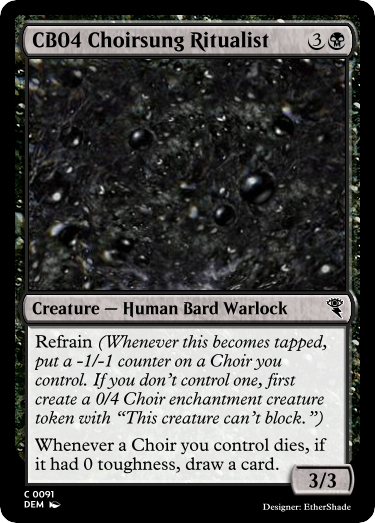 CB04 Choirsung Ritualist 3
Creature — Human Bard Warlock
Refrain (Whenever this becomes tapped,
put a -1/-1 counter on a Choir you
control. If you don't control one, first
create a 0/4 Choir enchantment creature
token with “This creature can't block.”)
Whenever a Choir you control dies, if
it had 0 toughness, draw a card.
3/3
C 0091
DEM
Designer: EtherShade